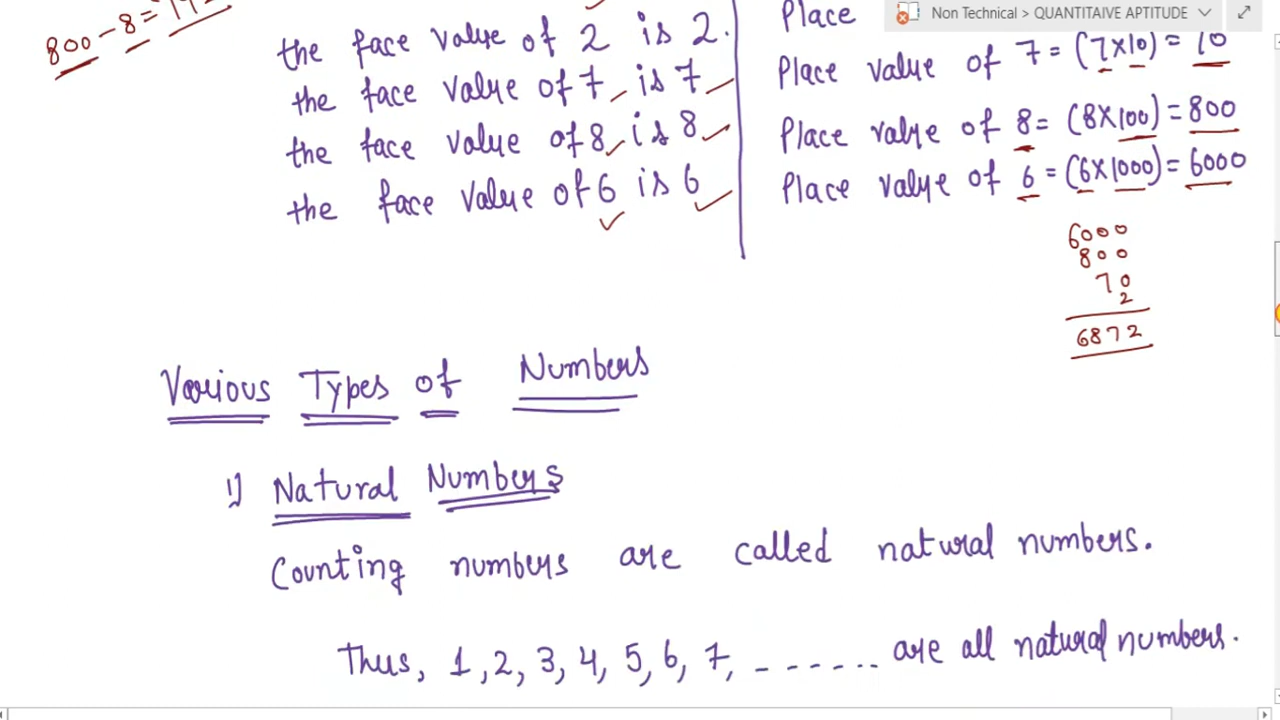 Non Technical > QUANTITAIVE APTITUDE
800 - 8 =
the face value of 2 is 2.
the face value of 7 is 7
the face value of 8 is 8
the face value of 6 is 6
Place
Place value of 7 = (7×10) = 70
Place value of 8 = (8×100) = 800
Place value of 6 = (6×1000) = 6000
6000
800
70
2
6872
Various Types of Numbers
1) Natural Numbers
Counting numbers are called natural numbers.
Thus, 1, 2, 3, 4, 5, 6, 7, ------- are all natural numbers.